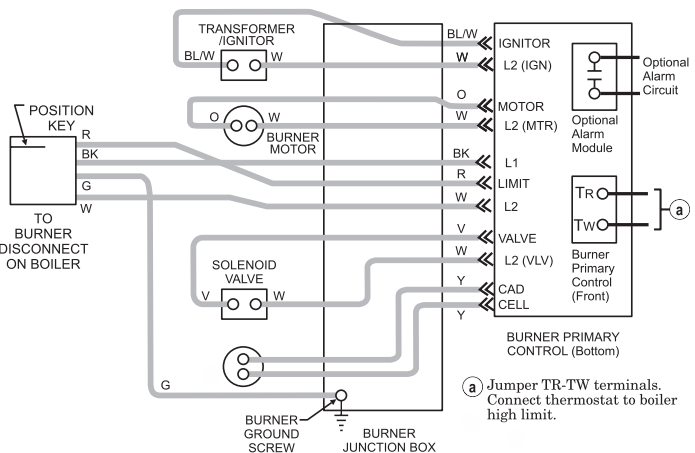 TRANSFORMER
/IGNITOR
BL/W
W
BL/W
IGNITOR
W
L2 (IGN)
Optional
Alarm
Circuit
Optional
Alarm
Module
O
MOTOR
W
L2 (MTR)
O
W
BURNER
MOTOR
POSITION
KEY
R
BK
G
W
TO
BURNER
DISCONNECT
ON BOILER
BK
L1
R
LIMIT
W
L2
TR
TW
a
Burner
Primary
Control
(Front)
V
VALVE
W
L2 (VLV)
SOLENOID
VALVE
V
W
Y
CAD
CELL
Y
BURNER PRIMARY
CONTROL (Bottom)
G
BURNER
GROUND
SCREW
BURNER
JUNCTION BOX
a Jumper TR-TW terminals.
Connect thermostat to boiler
high limit.